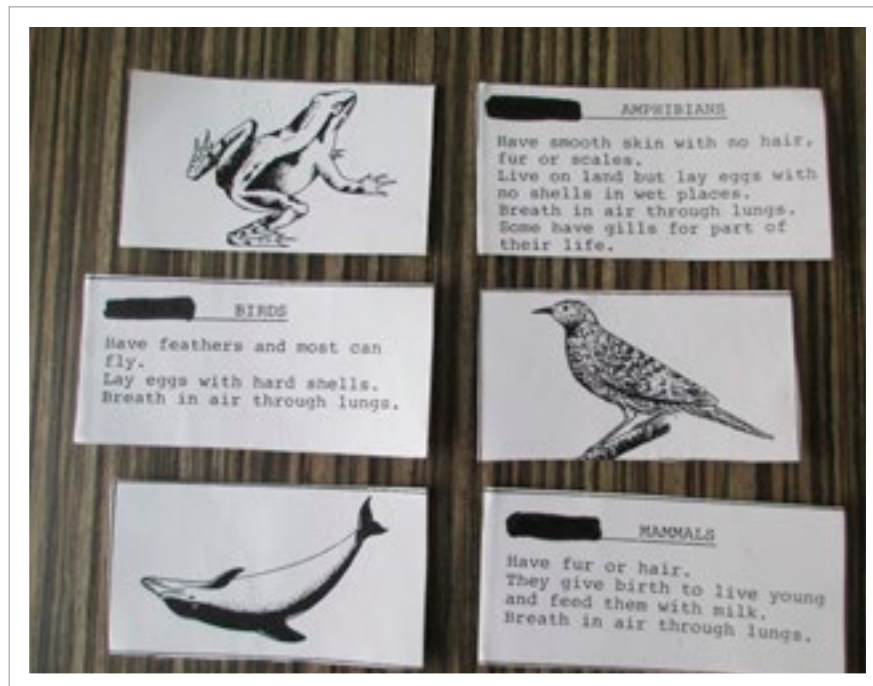 AMPHIBIANS
Have smooth skin with no hair,
fur or scales.
Live on land but lay eggs with
no shells in wet places.
Breath in air through lungs.
Some have gills for part of
their life.
BIRDS
Have feathers and most can
fly.
Lay eggs with hard shells.
Breath in air through lungs.
MAMMALS
Have fur or hair.
They give birth to live young
and feed them with milk.
Breath in air through lungs.